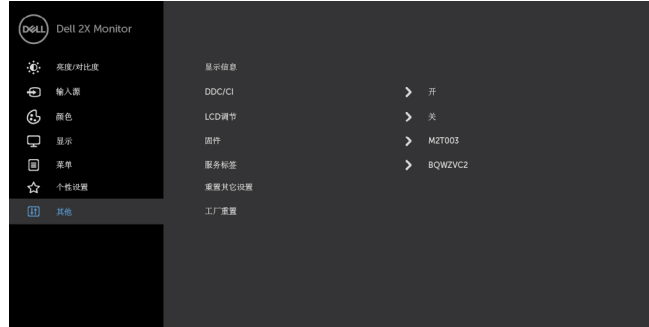 DELL Dell 2X Monitor
亮度/对比度
输入源
颜色
显示
菜单
个性设置
其他
显示信息
DDC/CI 开
LCD调节 关
固件 M2T003
服务标签 BQWZVC2
重置其它设置
工厂重置